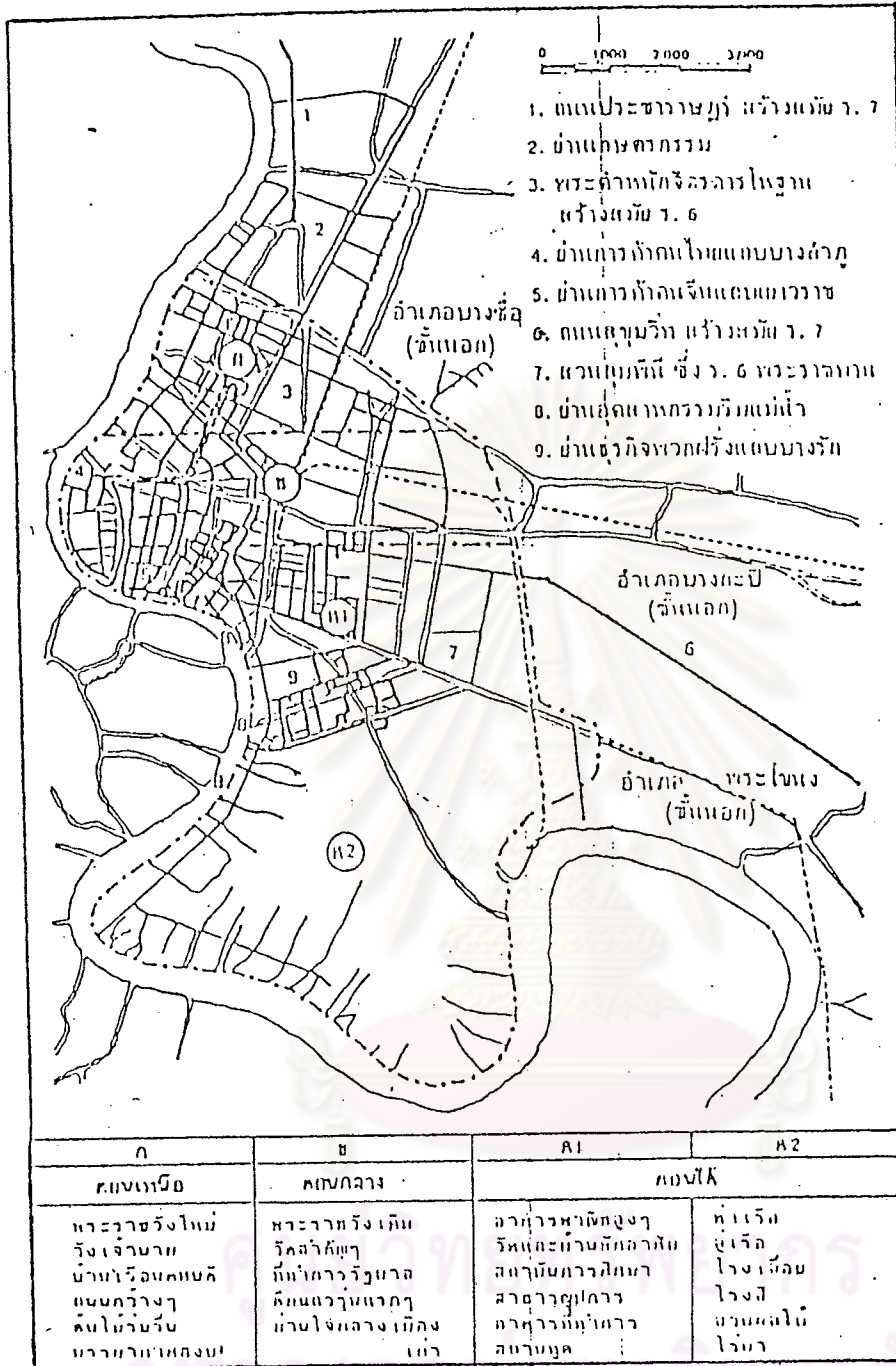 0 1000 2000 3000
1. ถนนประชาราษฎร์ สร้างสมัย ร. 7
2. ย่านเกษตรกรรม
3. พระตำหนักจิตรลดารโหฐาน
สร้างสมัย ร. 6
4. ย่านการค้าคนไทยแถบบางลำภู
5. ย่านการค้าคนจีนแถบเยาวราช
6. ถนนสุขุมวิท สร้างสมัย ร. 7
7. สวนลุมพินี ซึ่ง ร. 6 พระราชทาน
8. ย่านอุตสาหกรรมริมแม่น้ำ
9. ย่านธุรกิจพวกฝรั่งแถบบางรัก
1
2
อำเภอบางซื่อ
(ชั้นนอก)
ก
3
4
ข
อำเภอบางกะปิ
(ชั้นนอก)
ค1
6
7
9
8
อำเภอ พระโขนง
(ชั้นนอก)
ค2
ก ข ค1 ค2
ตอนเหนือ ตอนกลาง ตอนใต้
พระราชวังใหม่ พระราชวังเดิม อาคารพาณิชย์สูงๆ ท่าเรือ
วังเจ้านาย วัดสำคัญๆ วัดและบ้านพักอาศัย อู่เรือ
บ้านเรือนคหบดี ที่ทำการรัฐบาล สถาบันการศึกษา โรงเลื่อย
ถนนกว้างๆ สาธารณูปการ โรงสี
ต้นไม้ร่มรื่น ย่านใจกลางเมือง อาคารที่ทำการ สวนผลไม้
เก่า สถานทูต ไร่นา
ศูนย์วิทยทรัพยากร